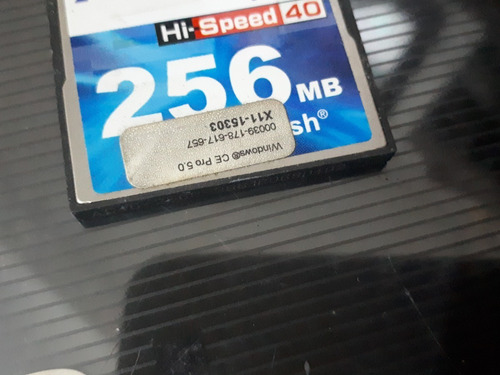 Hi-Speed 40
256 MB
sh®
Windows® CE Pro 5.0
00039-178-617-657
X11-15303